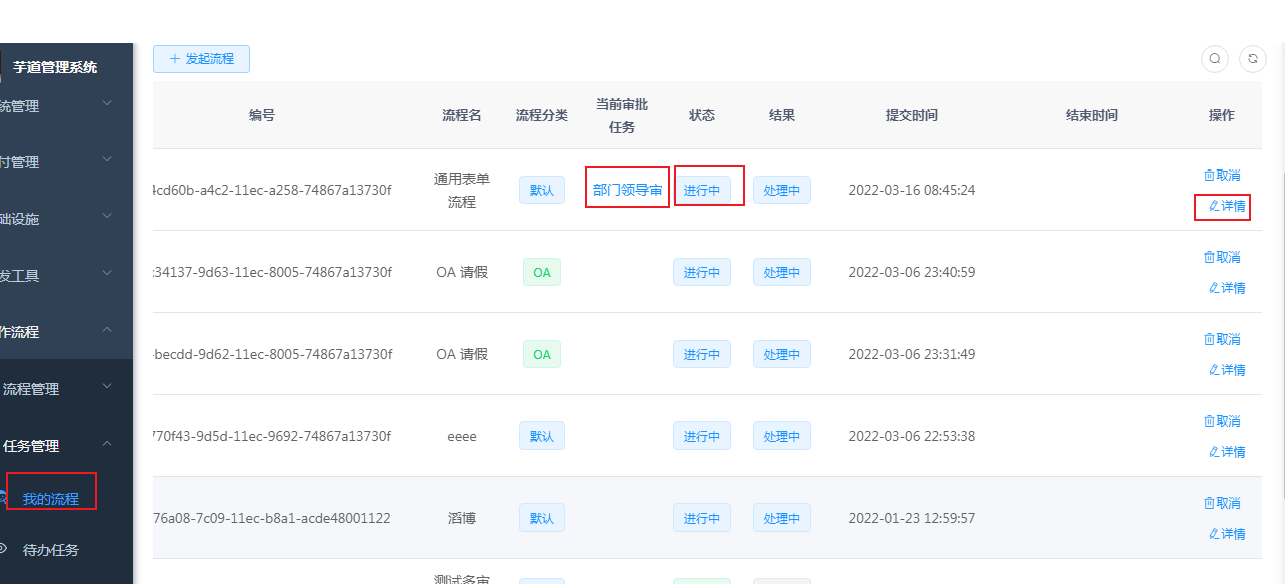 发起流程
芋道管理系统
统管理
付管理
础设施
发工具
作流程
流程管理
任务管理
我的流程
待办任务
编号 流程名 流程分类 当前审批任务 状态 结果 提交时间 结束时间 操作
4cd60b-a4c2-11ec-a258-74867a13730f 通用表单流程 默认 部门领导审 进行中 处理中 2022-03-16 08:45:24 取消 详情
34137-9d63-11ec-8005-74867a13730f OA 请假 OA 进行中 处理中 2022-03-06 23:40:59 取消 详情
becdd-9d62-11ec-8005-74867a13730f OA 请假 OA 进行中 处理中 2022-03-06 23:31:49 取消 详情
770f43-9d5d-11ec-9692-74867a13730f eeee 默认 进行中 处理中 2022-03-06 22:53:38 取消 详情
76a08-7c09-11ec-b8a1-acde48001122 滔博 默认 进行中 处理中 2022-01-23 12:59:57 取消 详情
测试多审